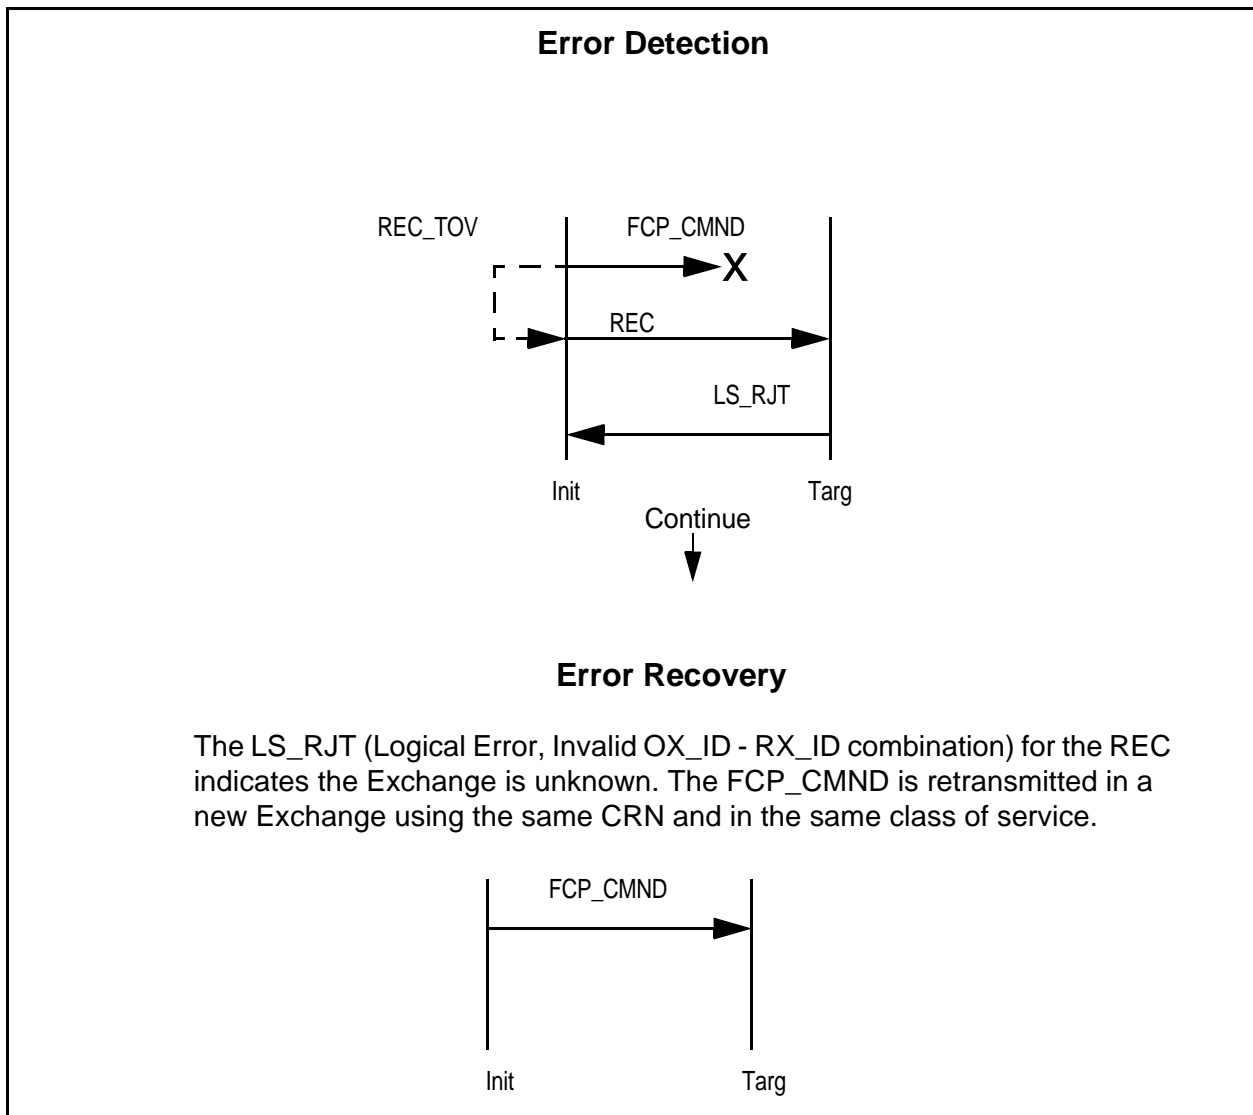 Error Detection
REC_TOV
FCP_CMND
X
REC
LS_RJT
Init
Targ
Continue
Error Recovery
The LS_RJT (Logical Error, Invalid OX_ID - RX_ID combination) for the REC
indicates the Exchange is unknown. The FCP_CMND is retransmitted in a
new Exchange using the same CRN and in the same class of service.
FCP_CMND
Init
Targ